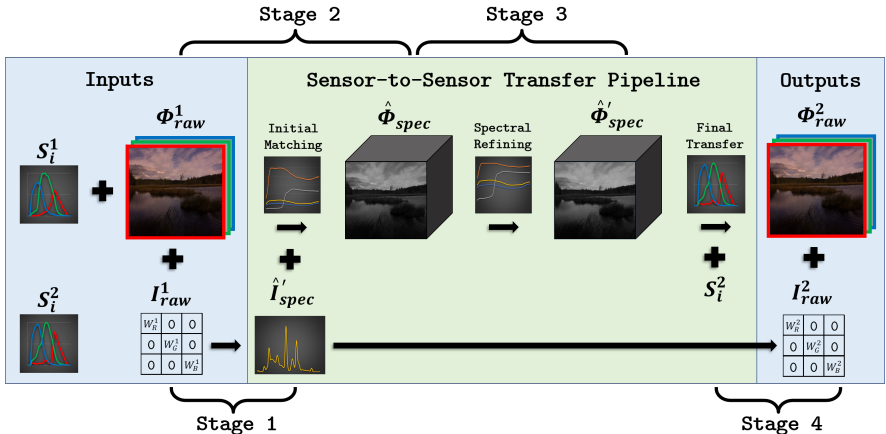 Stage 2
Stage 3
Inputs
Sensor-to-Sensor Transfer Pipeline
Outputs
Φ¹raw
Initial
Matching
Φ̂spec
Spectral
Refining
Φ̂′spec
Final
Transfer
Φ²raw
S¹i
S²i
I¹raw
Î′spec
S²i
I²raw
W¹R 0 0
0 W¹G 0
0 0 W¹B
W²R 0 0
0 W²G 0
0 0 W²B
Stage 1
Stage 4